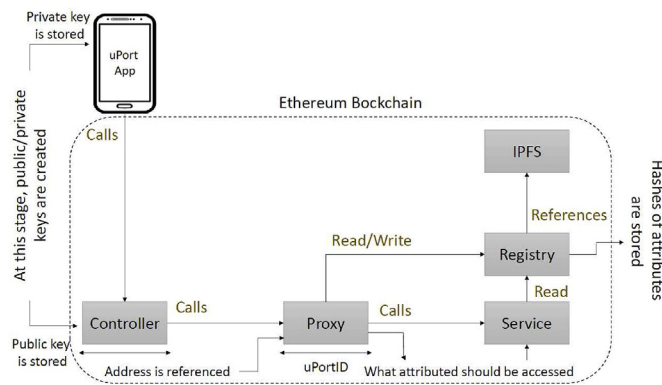 Private key
is stored
uPort
App
Ethereum Bockchain
Calls
At this stage, public/private
keys are created
IPFS
Hashes of attributes
are stored
References
Read/Write
Registry
Read
Calls
Calls
Controller
Proxy
Service
Public key
is stored
Address is referenced
uPortID
What attributed should be accessed